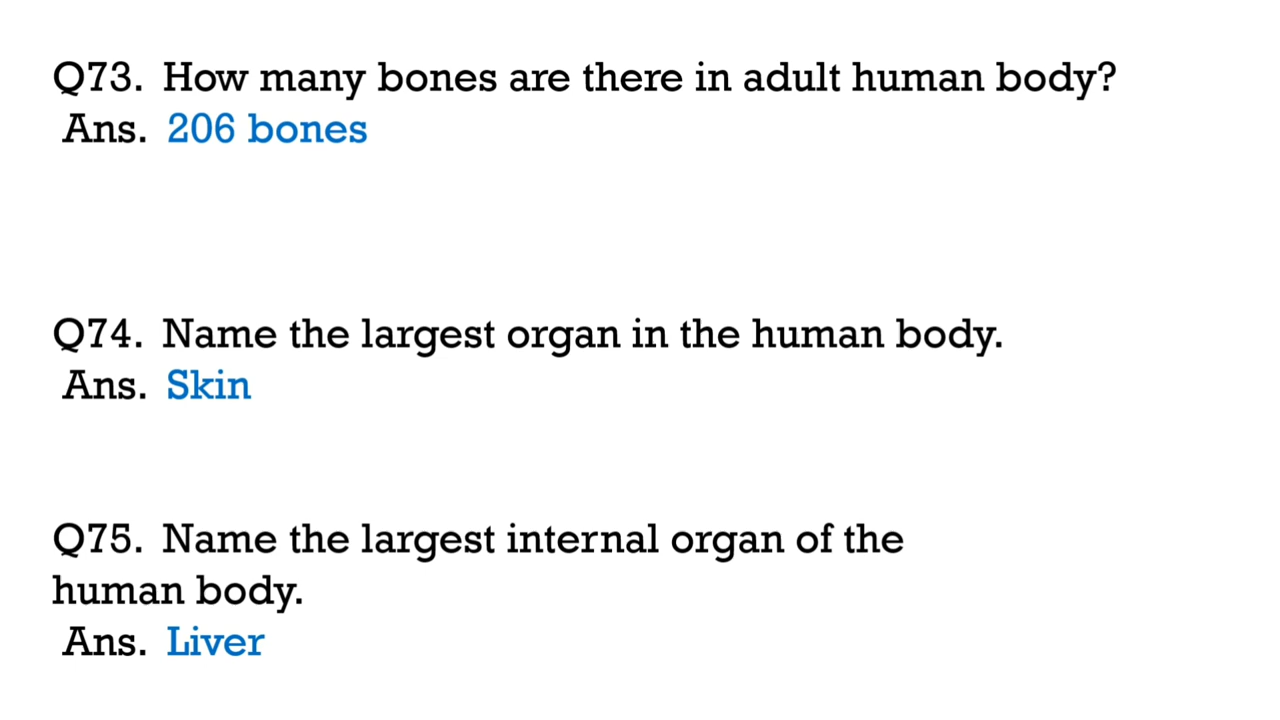 Q73. How many bones are there in adult human body?
Ans. 206 bones
Q74. Name the largest organ in the human body.
Ans. Skin
Q75. Name the largest internal organ of the
human body.
Ans. Liver